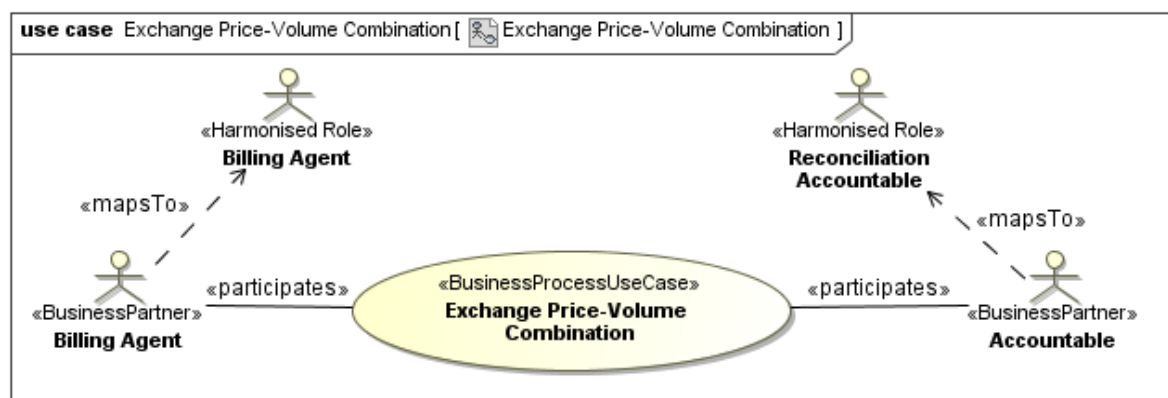 use case Exchange Price-Volume Combination [ Exchange Price-Volume Combination ]
«Harmonised Role»
Billing Agent
«Harmonised Role»
Reconciliation
Accountable
«mapsTo»
«mapsTo»
«BusinessPartner»
Billing Agent
«participates»
«BusinessProcessUseCase»
Exchange Price-Volume
Combination
«participates»
«BusinessPartner»
Accountable